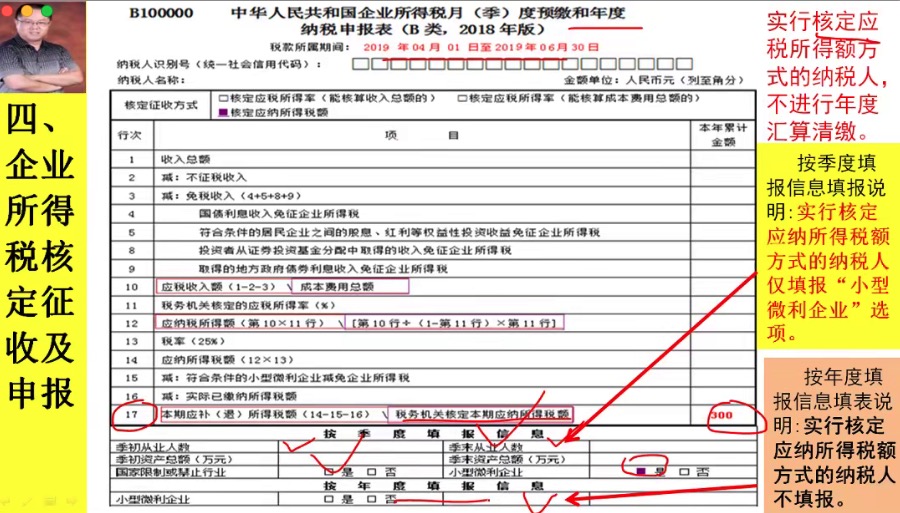 四、企业所得税核定征收及申报
B100000 中华人民共和国企业所得税月（季）度预缴和年度
纳税申报表（B 类，2018 年版）
税款所属期间： 2019 年 04 月 01 日至 2019 年 06 月 30 日
纳税人识别号（统一社会信用代码）：□□□□□□□□□□□□□□□□□□
纳税人名称： 金额单位：人民币元（列至角分）
核定征收方式 □核定应税所得率（能核算收入总额的） □核定应税所得率（能核算成本费用总额的）
■核定应纳所得税额
行次 项 目 本年累计金额
1 收入总额
2 减：不征税收入
3 减：免税收入（4+5+8+9）
4 国债利息收入免征企业所得税
5 符合条件的居民企业之间的股息、红利等权益性投资收益免征企业所得税
8 投资者从证券投资基金分配中取得的收入免征企业所得税
9 取得的地方政府债券利息收入免征企业所得税
10 应税收入额（1-2-3） \ 成本费用总额
11 税务机关核定的应税所得率（%）
12 应纳税所得额（第 10×11 行） \ [第 10 行÷（1-第 11 行）×第 11 行]
13 税率（25%）
14 应纳所得税额（12×13）
15 减：符合条件的小型微利企业减免企业所得税
16 减：实际已缴纳所得税额
17 本期应补（退）所得税额（14-15-16） \ 税务机关核定本期应纳所得税额 300
按 季 度 填 报 信 息
季初从业人数 季末从业人数
季初资产总额（万元） 季末资产总额（万元）
国家限制或禁止行业 □ 是 □ 否 小型微利企业 ■ 是 □ 否
按 年 度 填 报 信 息
小型微利企业 □ 是 □ 否
实行核定应
税所得额方
式的纳税人，
不进行年度
汇算清缴。
按季度填
报信息填报说
明：实行核定
应纳所得税额
方式的纳税人
仅填报“小型
微利企业”选
项。
按年度填
报信息填表说
明：实行核定
应纳所得税额
方式的纳税人
不填报。